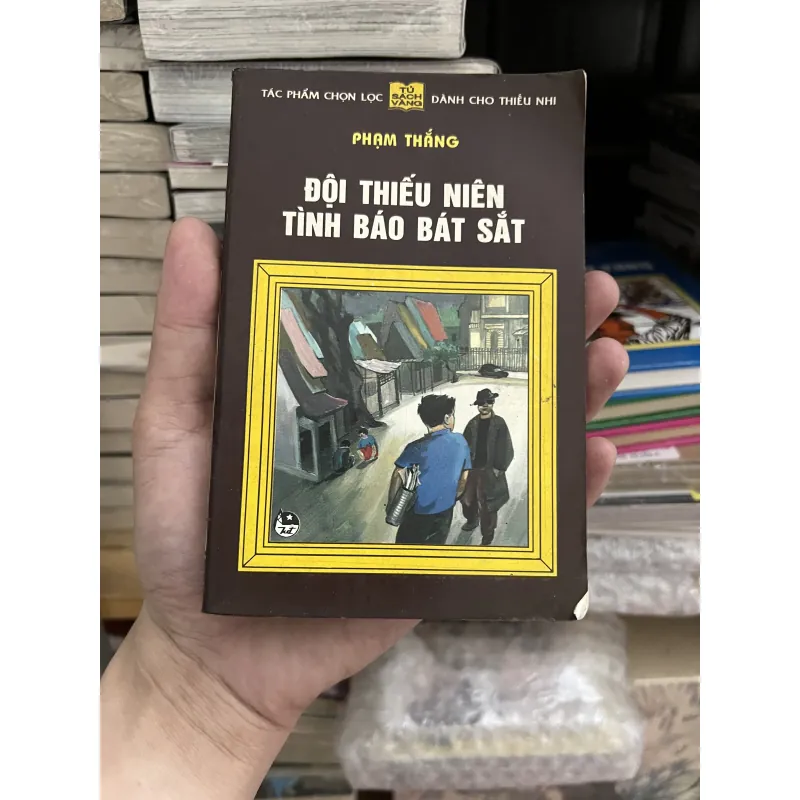 TÁC PHẨM CHỌN LỌC TỦ SÁCH VÀNG DÀNH CHO THIẾU NHI
PHẠM THẮNG
ĐỘI THIẾU NIÊN
TÌNH BÁO BÁT SẮT